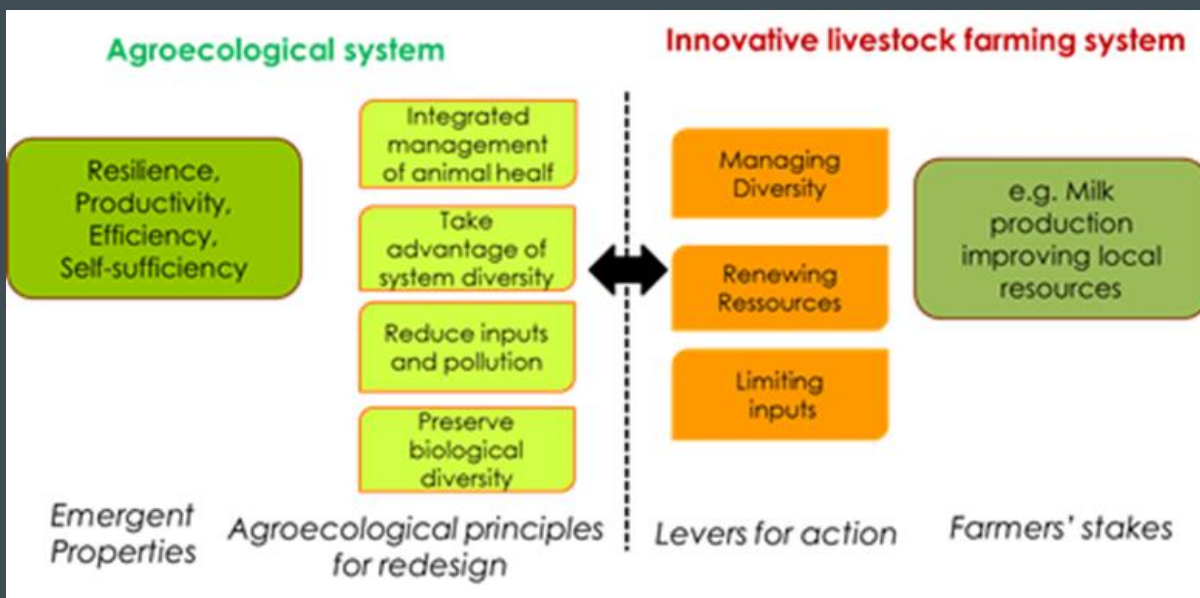 Agroecological system
Innovative livestock farming system
Resilience,
Productivity,
Efficiency,
Self-sufficiency
Integrated
management
of animal healf
Take
advantage of
system diversity
Reduce inputs
and pollution
Preserve
biological
diversity
Managing
Diversity
Renewing
Ressources
Limiting
inputs
e.g. Milk
production
improving local
resources
Emergent
Properties
Agroecological principles
for redesign
Levers for action
Farmers' stakes